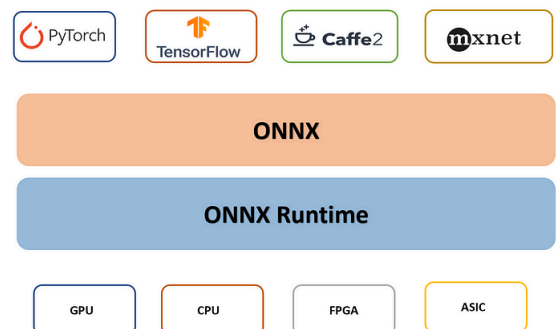 PyTorch
TensorFlow
Caffe2
mxnet
ONNX
ONNX Runtime
GPU
CPU
FPGA
ASIC